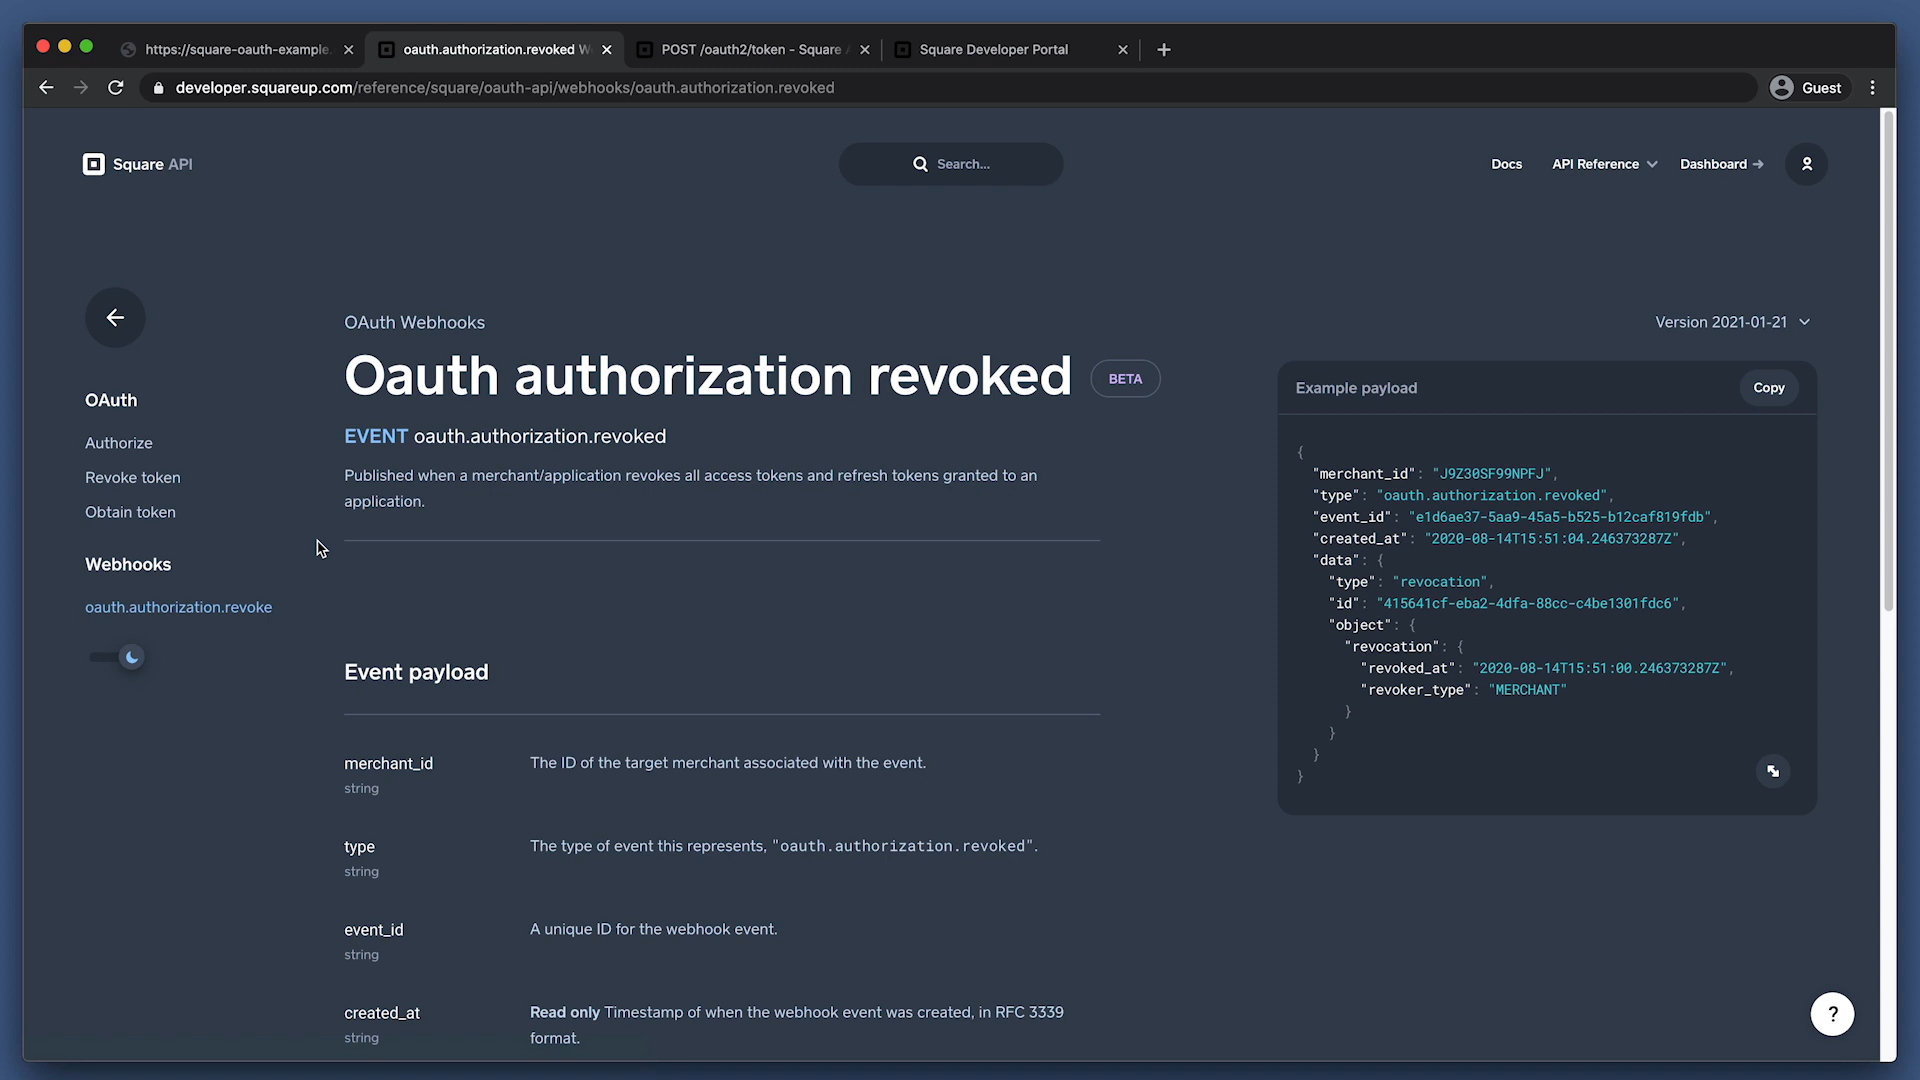 https://square-oauth-example.
oauth.authorization.revoked W
POST /oauth2/token - Square
Square Developer Portal
developer.squareup.com/reference/square/oauth-api/webhooks/oauth.authorization.revoked
Guest
Square API
Search...
Docs
API Reference
Dashboard →
OAuth
Authorize
Revoke token
Obtain token
Webhooks
oauth.authorization.revoke
OAuth Webhooks
Version 2021-01-21
Oauth authorization revoked BETA
EVENT oauth.authorization.revoked
Published when a merchant/application revokes all access tokens and refresh tokens granted to an
application.
Event payload
merchant_id
string
The ID of the target merchant associated with the event.
type
string
The type of event this represents, "oauth.authorization.revoked".
event_id
string
A unique ID for the webhook event.
created_at
string
Read only Timestamp of when the webhook event was created, in RFC 3339
format.
Example payload
Copy
{
"merchant_id": "J9Z30SF99NPFJ",
"type": "oauth.authorization.revoked",
"event_id": "e1d6ae37-5aa9-45a5-b525-b12caf819fdb",
"created_at": "2020-08-14T15:51:04.246373287Z",
"data": {
"type": "revocation",
"id": "415641cf-eba2-4dfa-88cc-c4be1301fdc6",
"object": {
"revocation": {
"revoked_at": "2020-08-14T15:51:00.246373287Z",
"revoker_type": "MERCHANT"
}
}
}
}
?